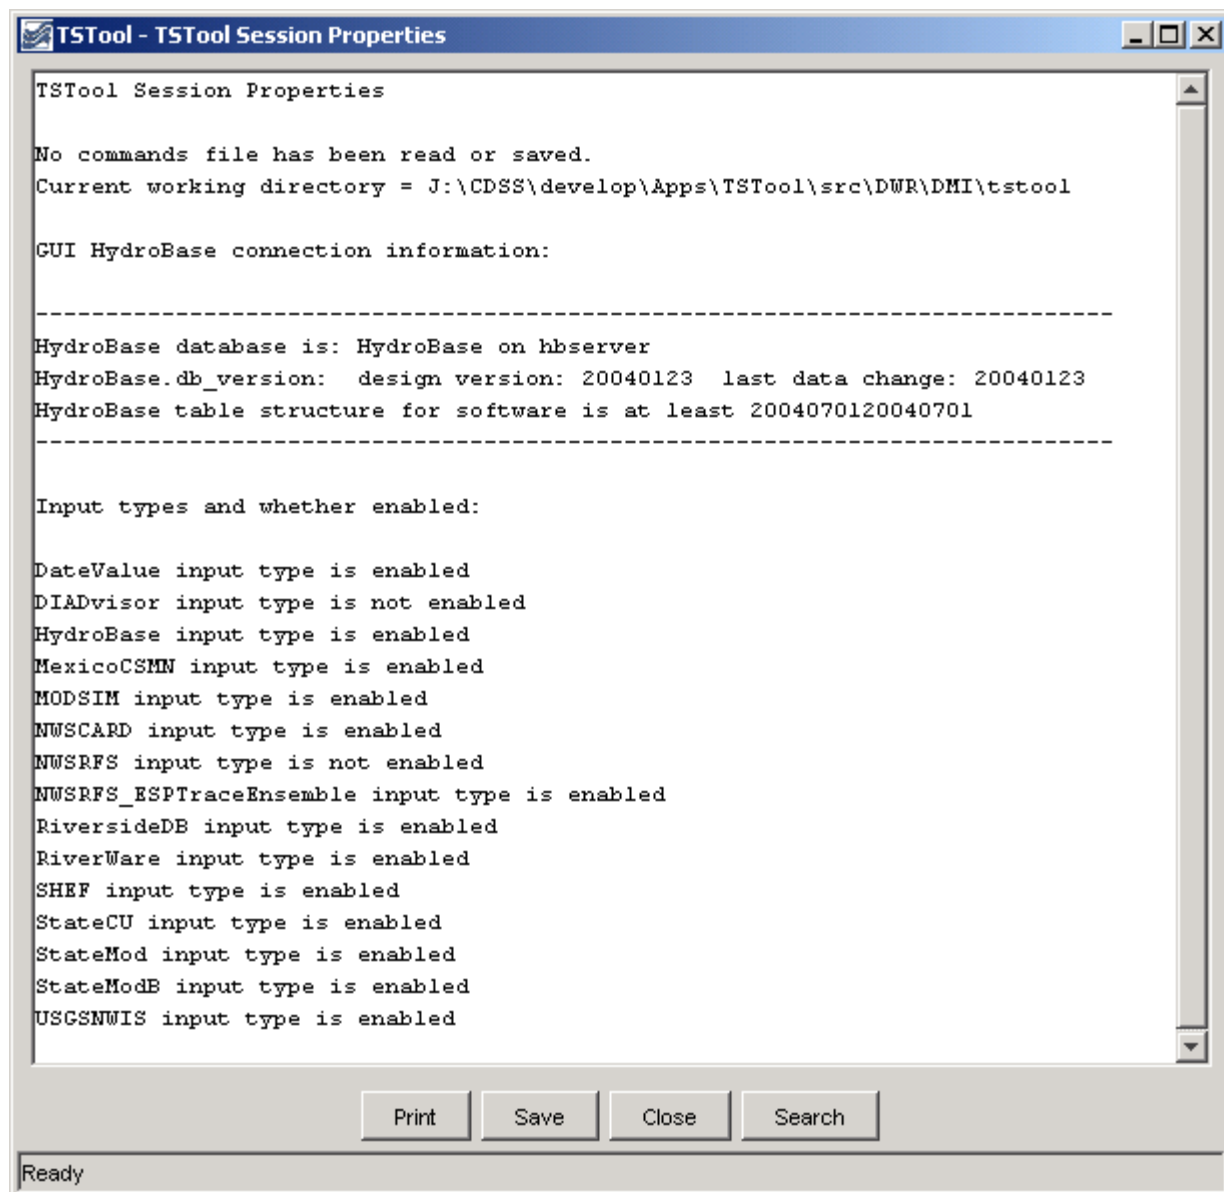 TSTool - TSTool Session Properties
TSTool Session Properties
No commands file has been read or saved.
Current working directory = J:\CDSS\develop\Apps\TSTool\src\DWR\DMI\tstool
GUI HydroBase connection information:
-----------------------------------------------------------------------------
HydroBase database is: HydroBase on hbserver
HydroBase.db_version:  design version: 20040123  last data change: 20040123
HydroBase table structure for software is at least 2004070120040701
-----------------------------------------------------------------------------
Input types and whether enabled:
DateValue input type is enabled
DIADvisor input type is not enabled
HydroBase input type is enabled
MexicoCSMN input type is enabled
MODSIM input type is enabled
NWSCARD input type is enabled
NWSRFS input type is not enabled
NWSRFS_ESPTraceEnsemble input type is enabled
RiversideDB input type is enabled
RiverWare input type is enabled
SHEF input type is enabled
StateCU input type is enabled
StateMod input type is enabled
StateModB input type is enabled
USGSNWIS input type is enabled
Print Save Close Search
Ready